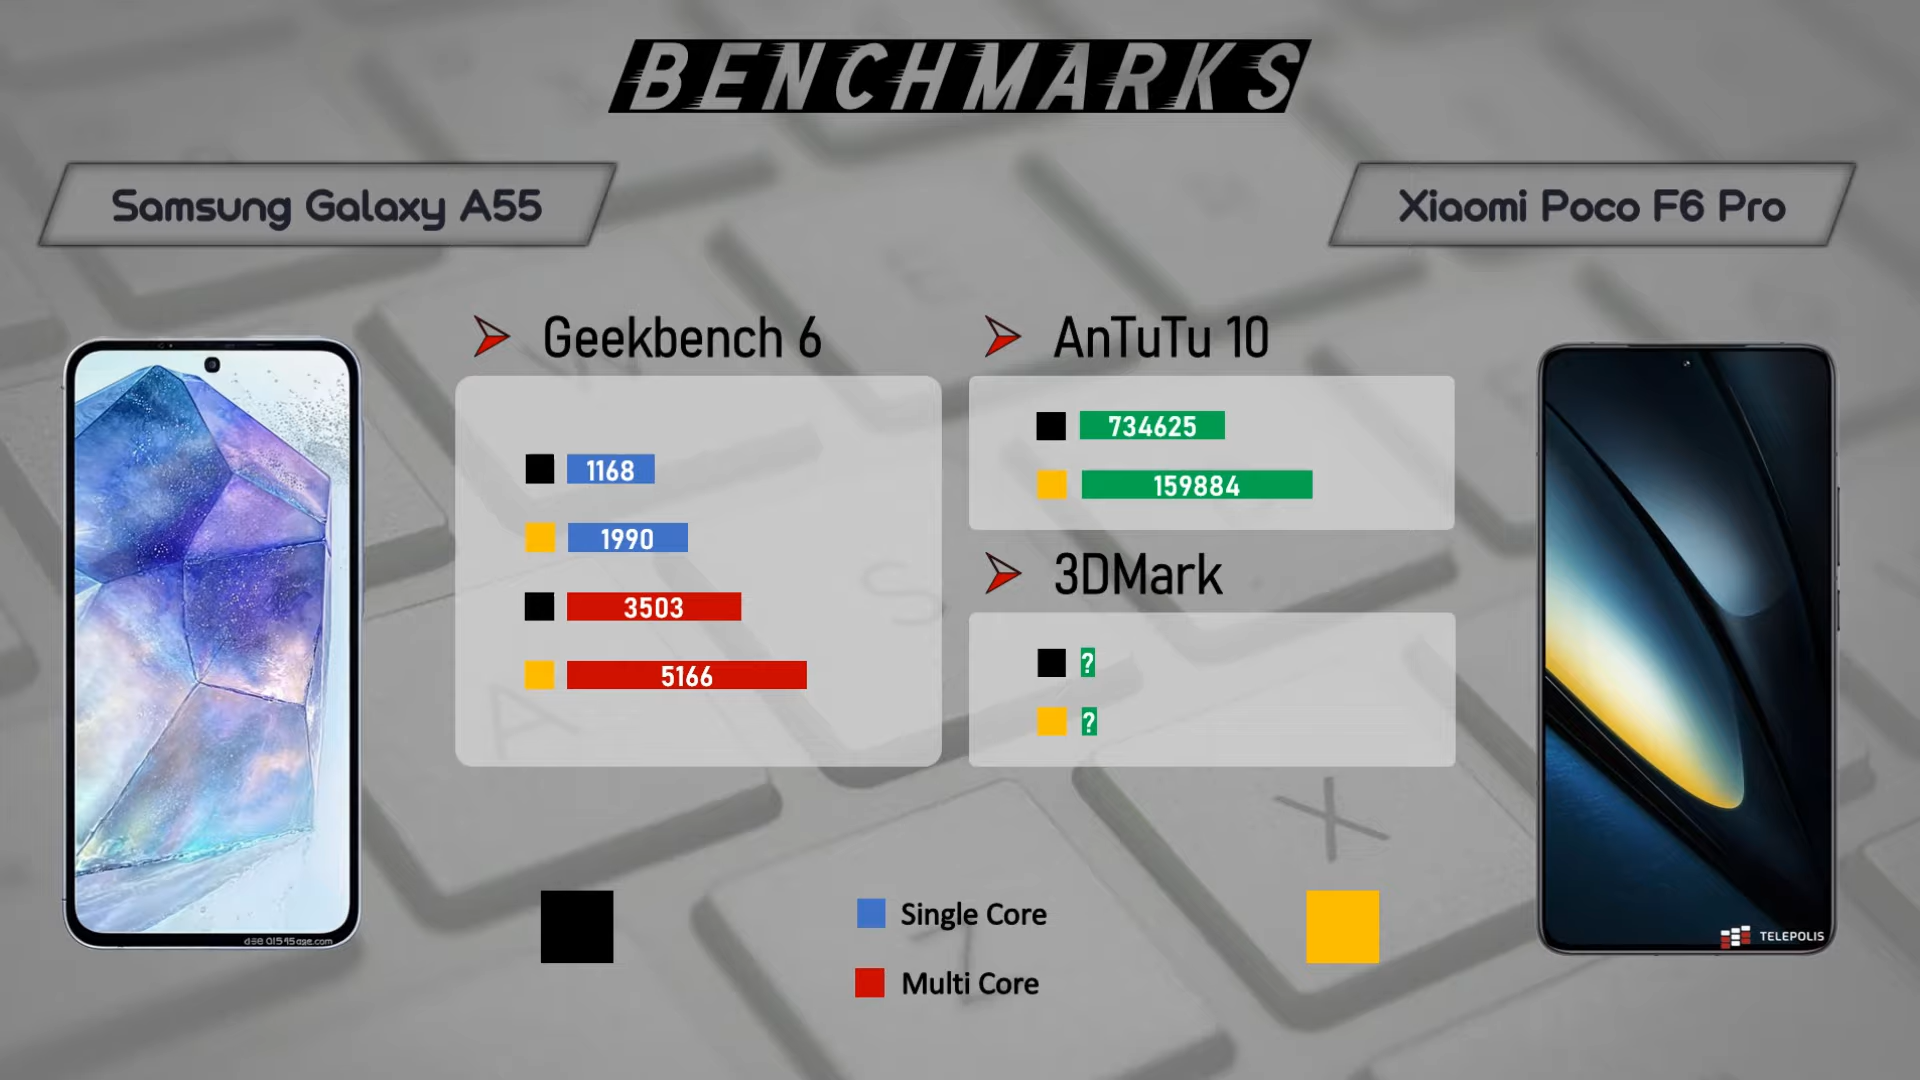 BENCHMARKS
Samsung Galaxy A55
Xiaomi Poco F6 Pro
Geekbench 6
1168
1990
3503
5166
AnTuTu 10
734625
159884
3DMark
?
?
Single Core
Multi Core
TELEPOLIS
S
A
X
Z